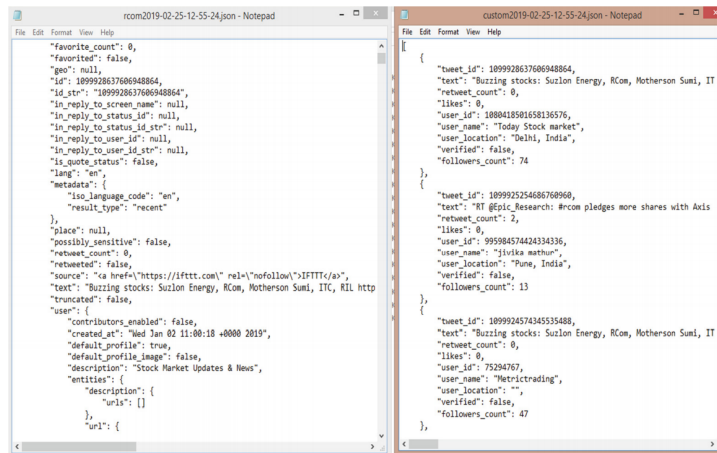 rcom2019-02-25-12-55-24.json - Notepad
File Edit Format View Help
"favorite_count": 0,
"favorited": false,
"geo": null,
"id": 1099928637606948864,
"id_str": "1099928637606948864",
"in_reply_to_screen_name": null,
"in_reply_to_status_id": null,
"in_reply_to_status_id_str": null,
"in_reply_to_user_id": null,
"in_reply_to_user_id_str": null,
"is_quote_status": false,
"lang": "en",
"metadata": {
"iso_language_code": "en",
"result_type": "recent"
},
"place": null,
"possibly_sensitive": false,
"retweet_count": 0,
"retweeted": false,
"source": "<a href=\"https://ifttt.com\" rel=\"nofollow\">IFTTT</a>",
"text": "Buzzing stocks: Suzlon Energy, RCom, Motherson Sumi, ITC, RIL http
"truncated": false,
"user": {
"contributors_enabled": false,
"created_at": "Wed Jan 02 11:00:18 +0000 2019",
"default_profile": true,
"default_profile_image": false,
"description": "Stock Market Updates & News",
"entities": {
"description": {
"urls": []
},
"url": {
custom2019-02-25-12-55-24.json - Notepad
File Edit Format View Help
[
{
"tweet_id": 1099928637606948864,
"text": "Buzzing stocks: Suzlon Energy, RCom, Motherson Sumi, IT
"retweet_count": 0,
"likes": 0,
"user_id": 1080418501658136576,
"user_name": "Today Stock market",
"user_location": "Delhi, India",
"verified": false,
"followers_count": 74
},
{
"tweet_id": 1099925254686760960,
"text": "RT @Epic_Research: #rcom pledges more shares with Axis
"retweet_count": 2,
"likes": 0,
"user_id": 995984574424334336,
"user_name": "jivika mathur",
"user_location": "Pune, India",
"verified": false,
"followers_count": 13
},
{
"tweet_id": 1099924574345535488,
"text": "Buzzing stocks: Suzlon Energy, RCom, Motherson Sumi, IT
"retweet_count": 0,
"likes": 0,
"user_id": 75294767,
"user_name": "Metrictrading",
"user_location": "",
"verified": false,
"followers_count": 47
},